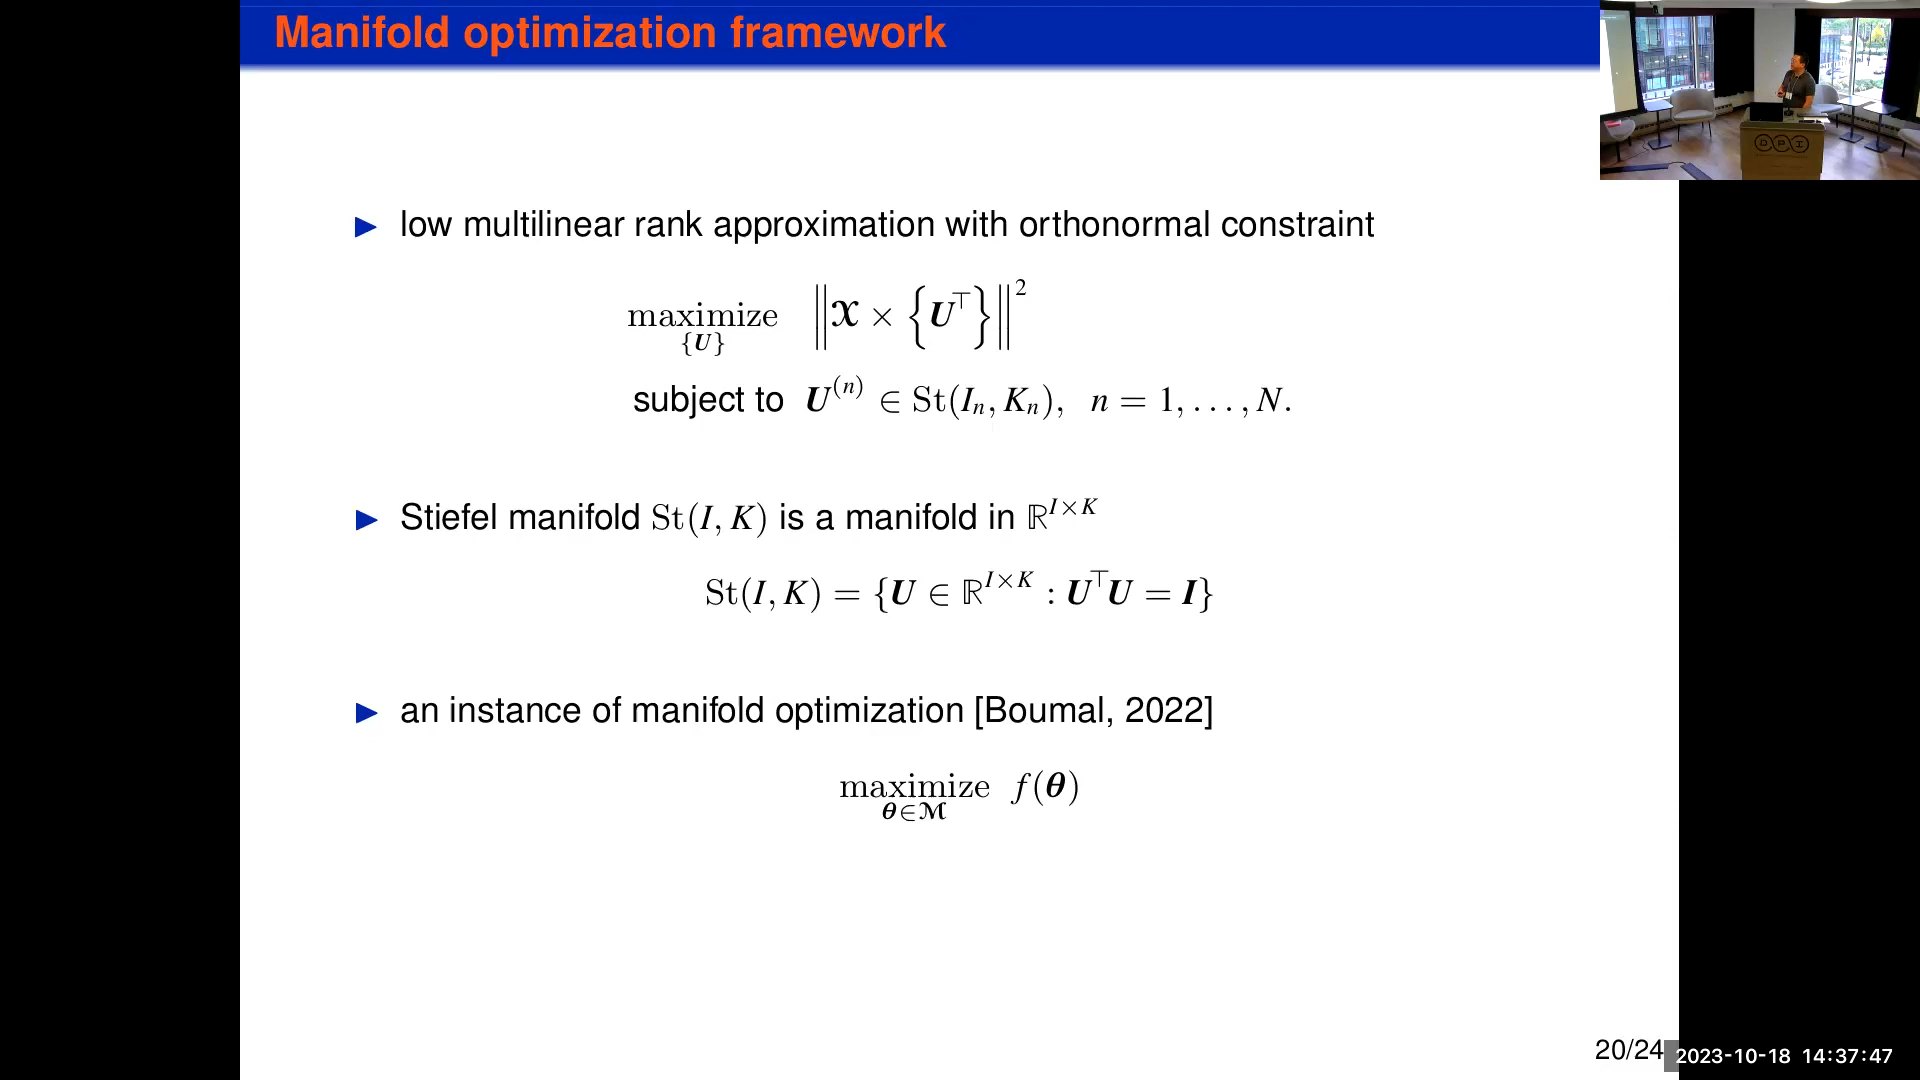 Manifold optimization framework
▶ low multilinear rank approximation with orthonormal constraint
maximize ‖𝒳 × {U^⊤}‖^2
{U}
subject to U^(n) ∈ St(I_n, K_n), n = 1, . . . , N.
▶ Stiefel manifold St(I, K) is a manifold in ℝ^{I×K}
St(I, K) = {U ∈ ℝ^{I×K} : U^⊤U = I}
▶ an instance of manifold optimization [Boumal, 2022]
maximize f(θ)
θ∈ℳ
20/24
2023-10-18 14:37:47
DPI